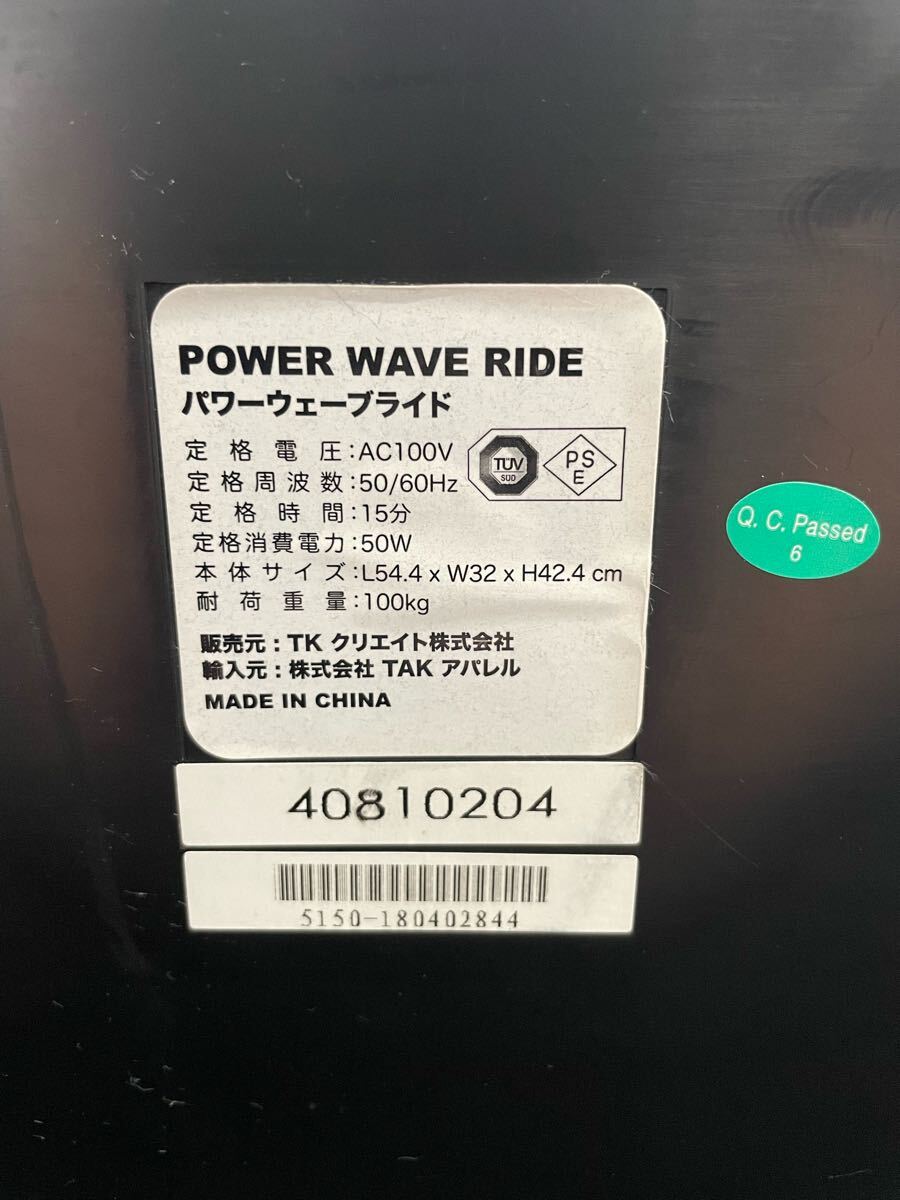 POWER WAVE RIDE
パワーウェーブライド
定格電圧:AC100V
定格周波数:50/60Hz
TÜV
SÜD
PS
E
定格時間:15分
定格消費電力:50W
本体サイズ:L54.4 x W32 x H42.4 cm
耐荷重量:100kg
販売元:TK クリエイト株式会社
輸入元:株式会社 TAK アパレル
MADE IN CHINA
Q. C. Passed
6
40810204
5150-180402844